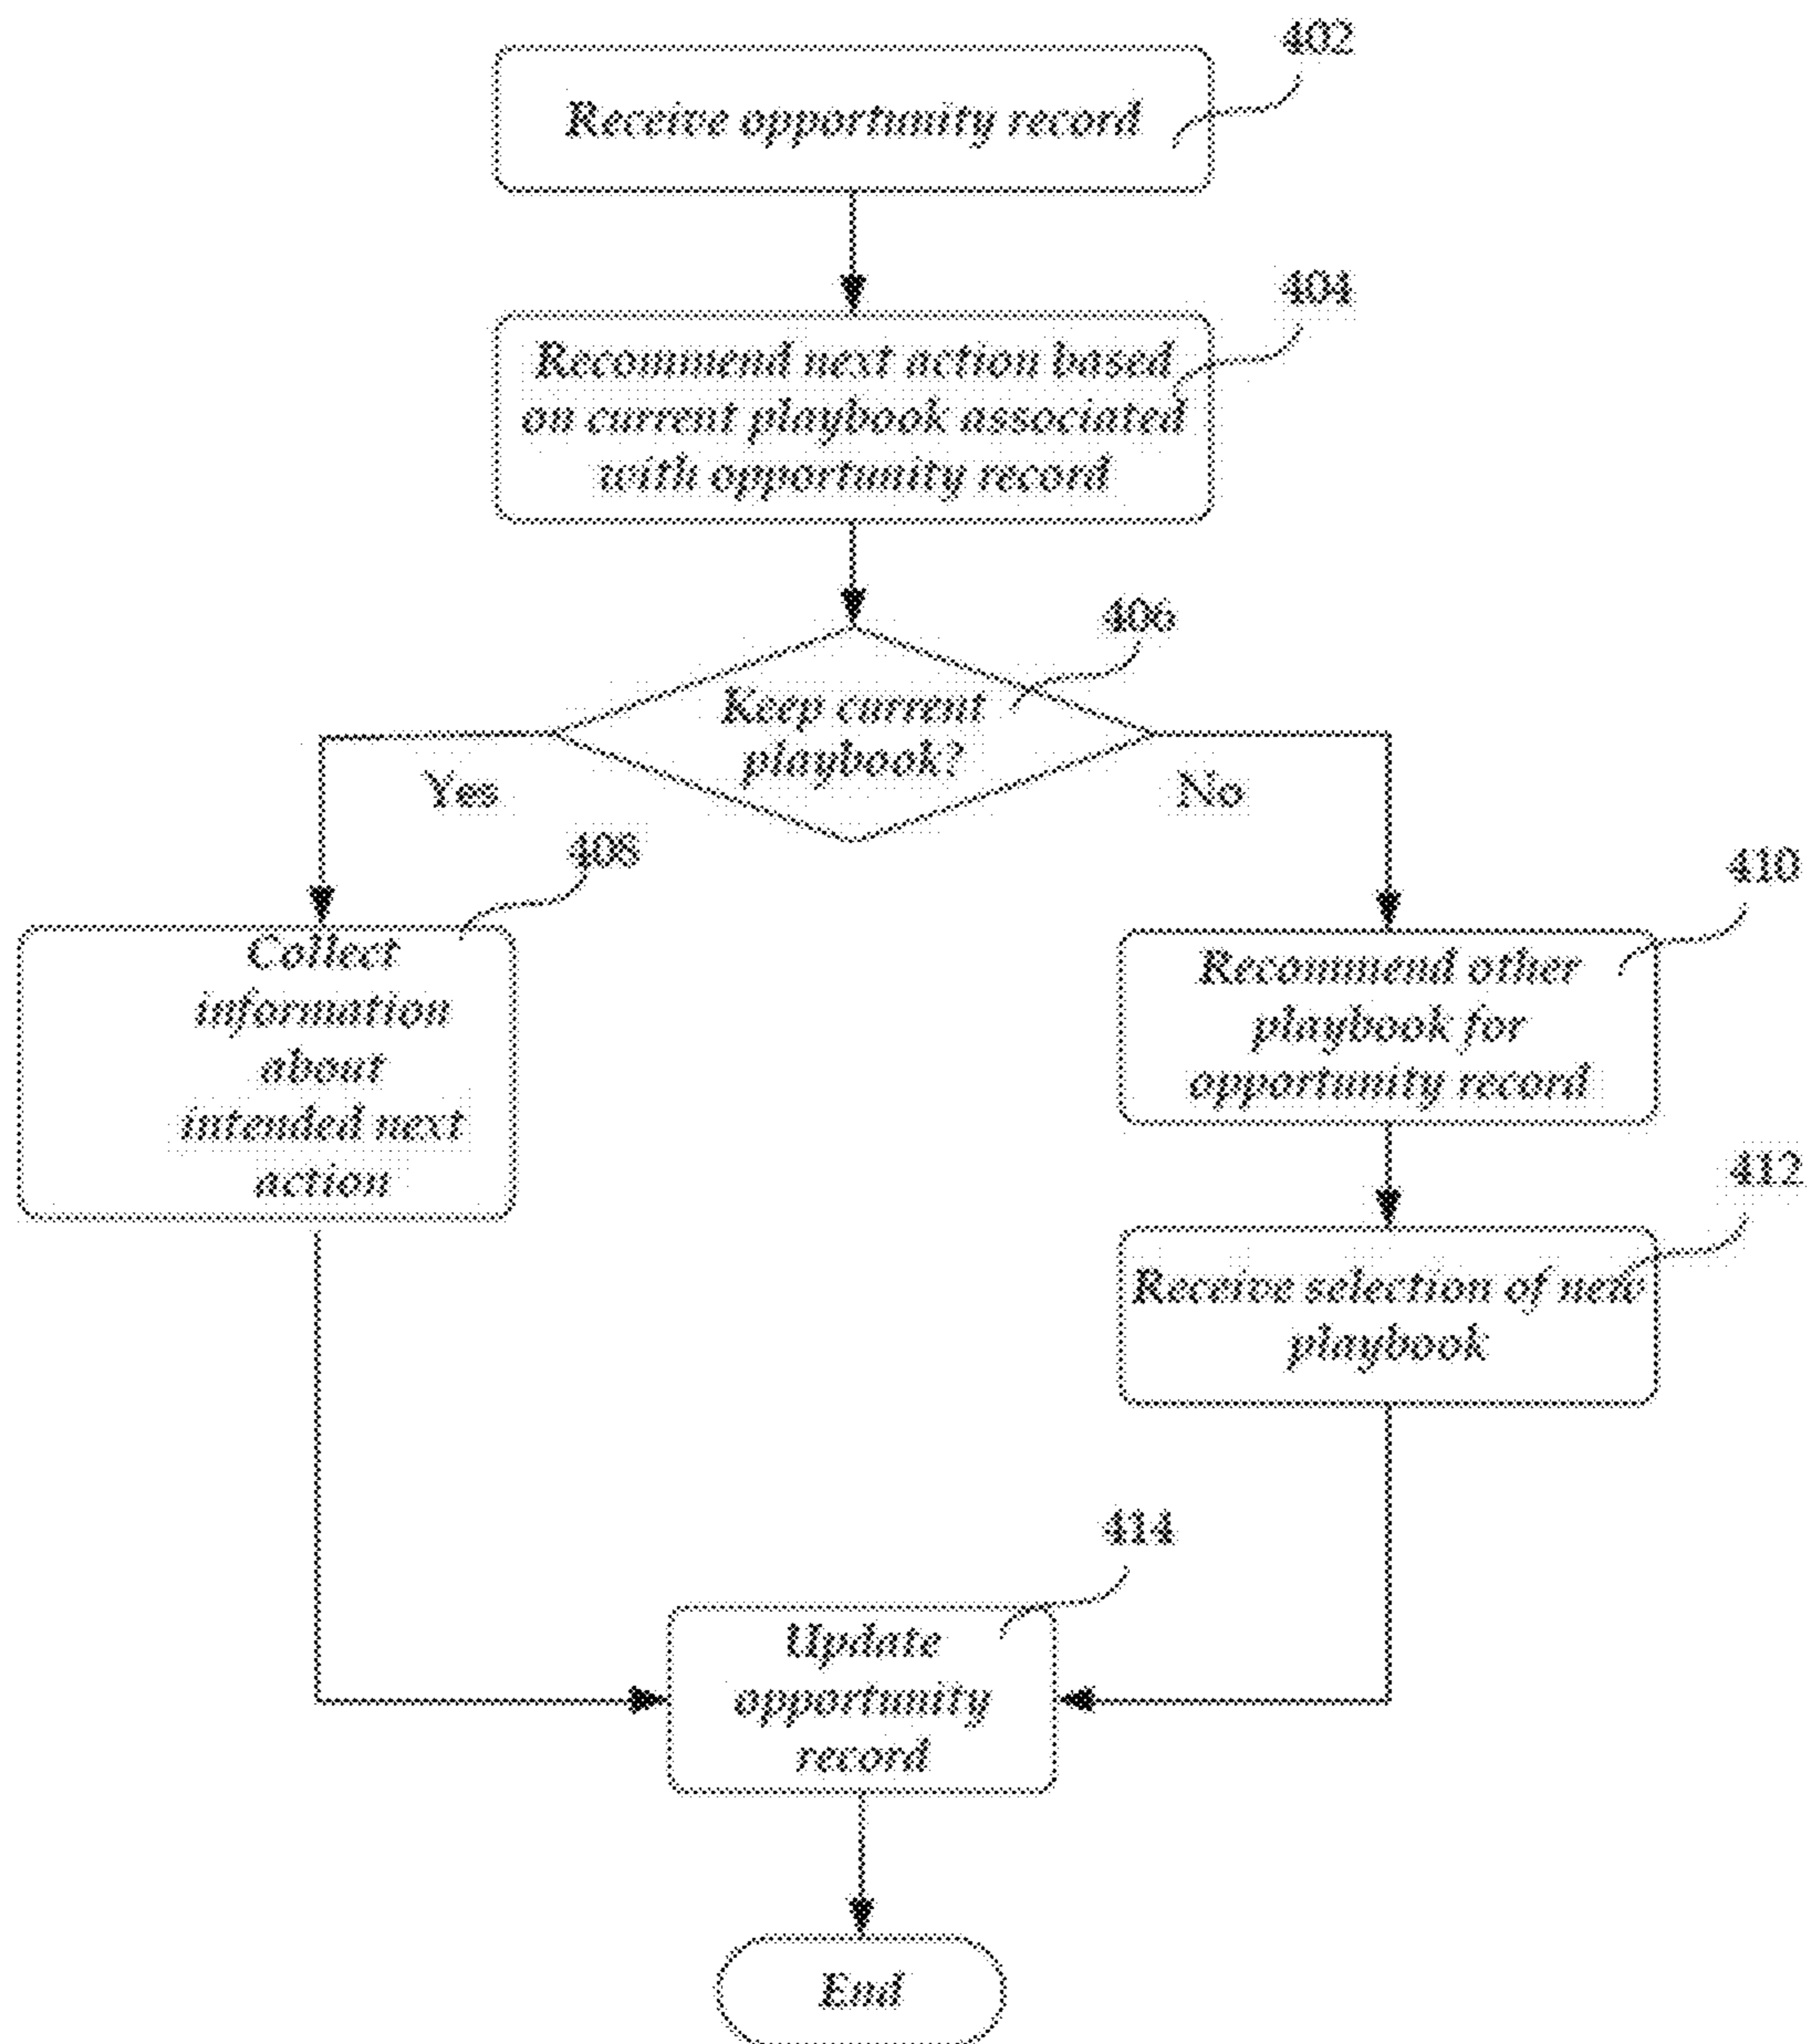 402
Receive opportunity record
404
Recommend next action based
on current playbook associated
with opportunity record
406
Keep current
playbook?
Yes
No
408
Collect
information
about
intended next
action
410
Recommend other
playbook for
opportunity record
412
Receive selection of new
playbook
414
Update
opportunity
record
End